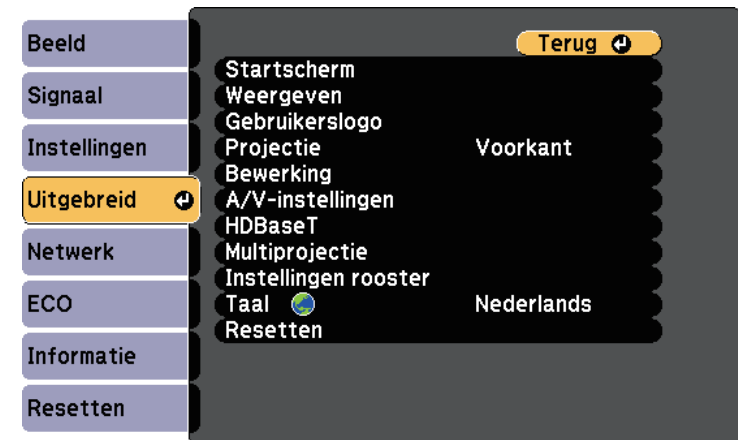 Beeld
Signaal
Instellingen
Uitgebreid
Netwerk
ECO
Informatie
Resetten
Terug
Startscherm
Weergeven
Gebruikerslogo
Projectie Voorkant
Bewerking
A/V-instellingen
HDBaseT
Multiprojectie
Instellingen rooster
Taal Nederlands
Resetten